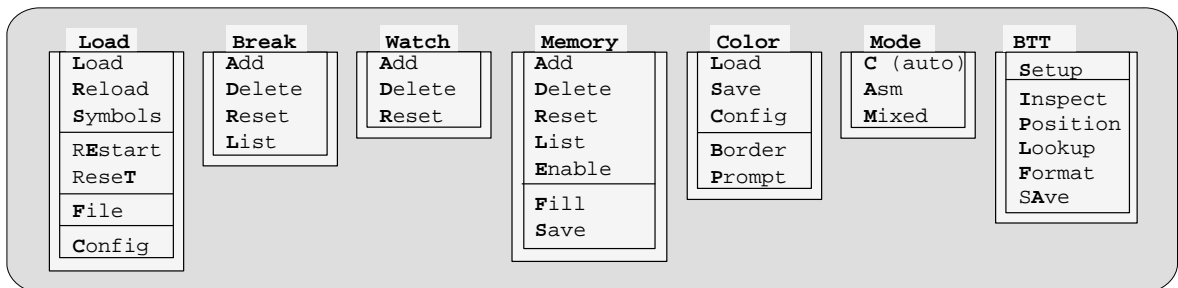 Load
Load
Reload
Symbols
REstart
ReseT
File
Config
Break
Add
Delete
Reset
List
Watch
Add
Delete
Reset
Memory
Add
Delete
Reset
List
Enable
Fill
Save
Color
Load
Save
Config
Border
Prompt
Mode
C (auto)
Asm
Mixed
BTT
Setup
Inspect
Position
Lookup
Format
SAve